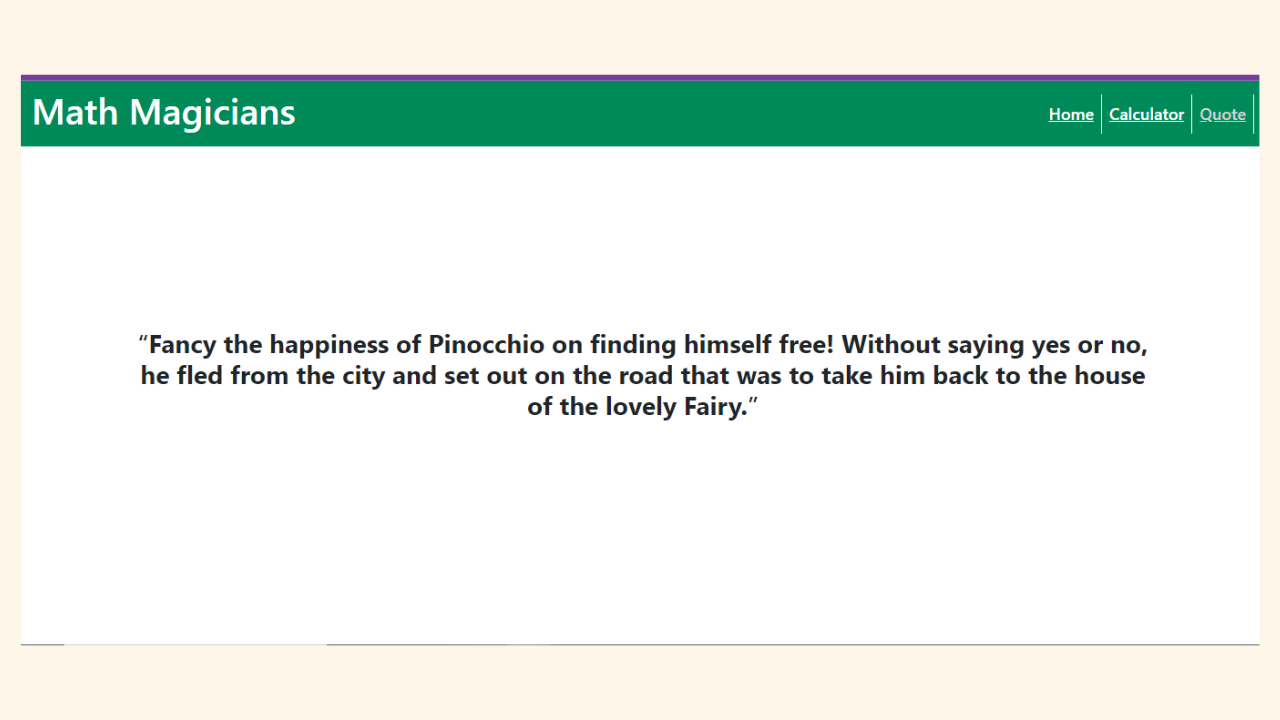 Math Magicians
Home Calculator Quote
“Fancy the happiness of Pinocchio on finding himself free! Without saying yes or no,
he fled from the city and set out on the road that was to take him back to the house
of the lovely Fairy.”